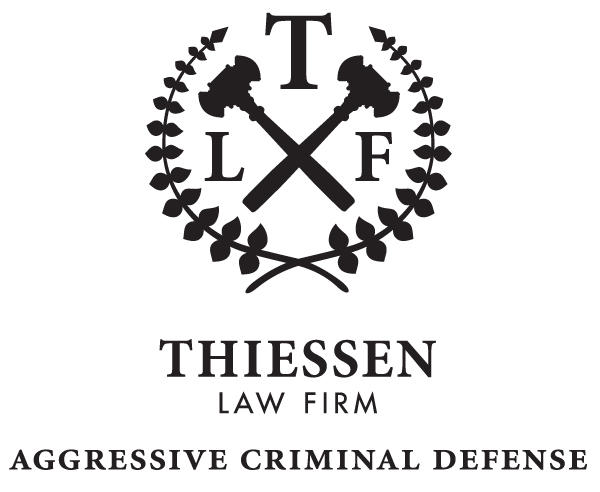 T
L F
THIESSEN
LAW FIRM
AGGRESSIVE CRIMINAL DEFENSE